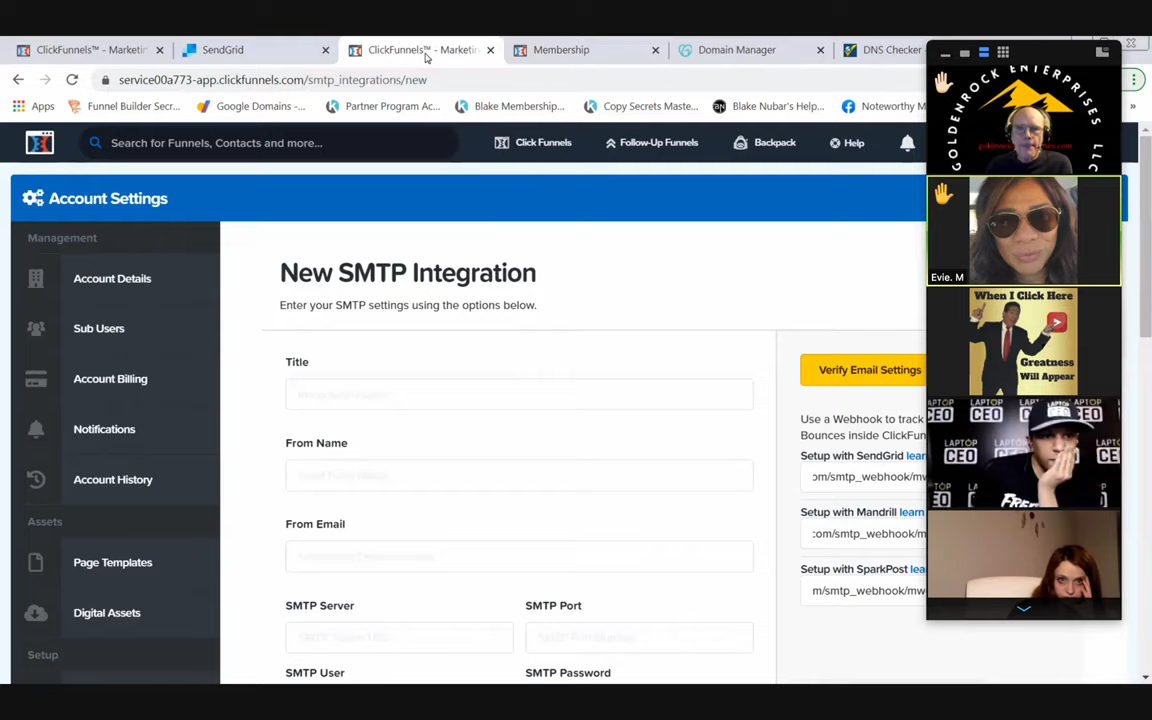 ClickFunnels™ - Marketin
SendGrid
ClickFunnels™ - Marketin
Membership
Domain Manager
DNS Checker
service00a773-app.clickfunnels.com/smtp_integrations/new
Apps
Funnel Builder Secr...
Google Domains -...
Partner Program Ac...
Blake Membership...
Copy Secrets Maste...
Blake Nubar's Help...
Noteworthy M
Search for Funnels, Contacts and more...
Click Funnels
Follow-Up Funnels
Backpack
Help
Account Settings
Management
Account Details
Sub Users
Account Billing
Notifications
Account History
Assets
Page Templates
Digital Assets
Setup
New SMTP Integration
Enter your SMTP settings using the options below.
Title
From Name
From Email
SMTP Server
SMTP Port
SMTP User
SMTP Password
Verify Email Settings
Use a Webhook to track
Bounces inside ClickFun
Setup with SendGrid lear
om/smtp_webhook/mw
Setup with Mandrill learn
:com/smtp_webhook/m
Setup with SparkPost lea
m/smtp_webhook/mw
GOLDENROCK ENTERPRISES LLC
Evie. M
When I Click Here
Greatness
Will Appear
LAPTOP
CEO